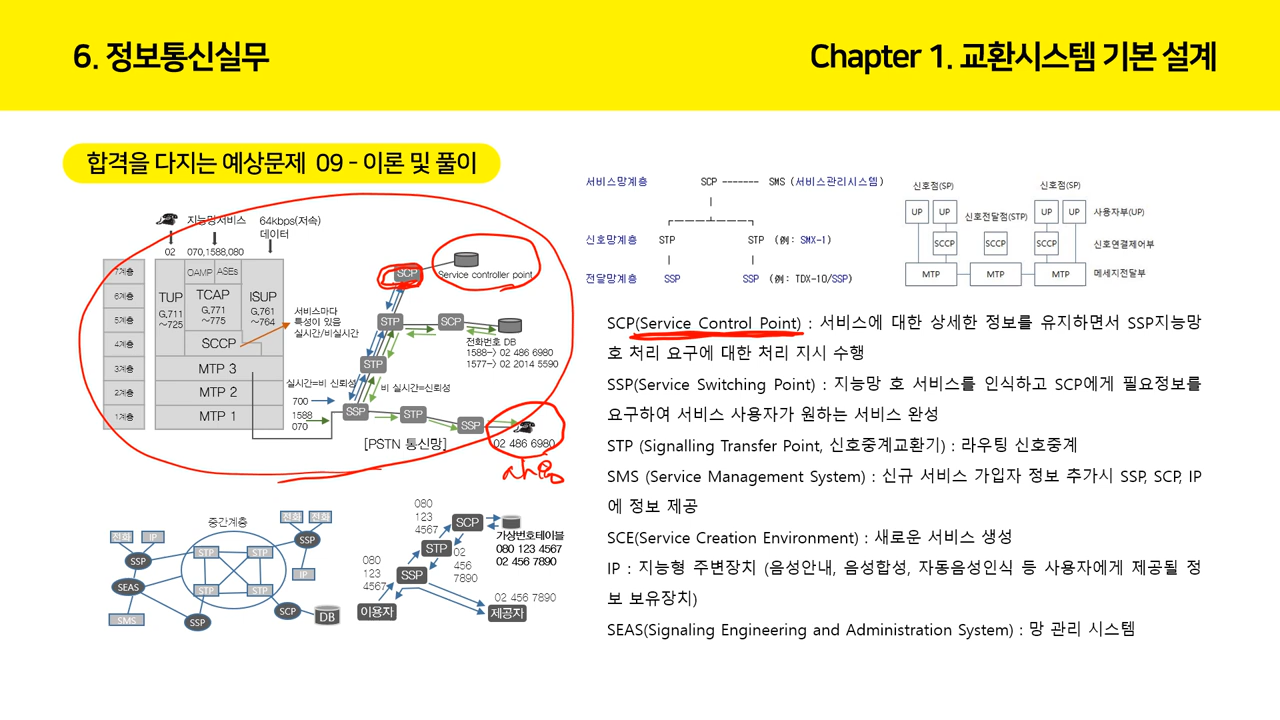 6. 정보통신실무
Chapter 1. 교환시스템 기본 설계
합격을 다지는 예상문제 09 - 이론 및 풀이
지능망서비스
64kbps(저속)
데이터
02
070,1588,080
7계층
6계층
5계층
4계층
3계층
2계층
1계층
TUP
G,711
~725
OAMP
ASEs
TCAP
G,771
~775
ISUP
G,761
~764
SCCP
MTP 3
MTP 2
MTP 1
서비스마다
특성이 있음
실시간/비실시간
SCP
Service controller point
STP
SCP
전화번호 DB
1588-> 02 486 6980
1577-> 02 2014 5590
STP
실시간=비 신뢰성
비 실시간=신뢰성
700
1588
070
SSP
STP
SSP
02 486 6980
[PSTN 통신망]
중간계층
전화
IP
전화
전화
SSP
STP
STP
SSP
IP
SEAS
STP
STP
SMS
SSP
SCP
DB
080
123
4567
SCP
가상번호테이블
080 123 4567
02 456 7890
STP
02
456
7890
080
123
4567
SSP
02 456 7890
이용자
제공자
서비스망계층
SCP ------- SMS (서비스관리시스템)
신호망계층
STP
STP (例: SMX-1)
전달망계층
SSP
SSP (例: TDX-10/SSP)
신호점(SP)
신호점(SP)
UP
UP
신호전달점(STP)
UP
UP
사용자부(UP)
SCCP
SCCP
SCCP
신호연결제어부
MTP
MTP
MTP
메세지전달부
SCP(Service Control Point) : 서비스에 대한 상세한 정보를 유지하면서 SSP지능망
호 처리 요구에 대한 처리 지시 수행
SSP(Service Switching Point) : 지능망 호 서비스를 인식하고 SCP에게 필요정보를
요구하여 서비스 사용자가 원하는 서비스 완성
STP (Signalling Transfer Point, 신호중계교환기) : 라우팅 신호중계
SMS (Service Management System) : 신규 서비스 가입자 정보 추가시 SSP, SCP, IP
에 정보 제공
SCE(Service Creation Environment) : 새로운 서비스 생성
IP : 지능형 주변장치 (음성안내, 음성합성, 자동음성인식 등 사용자에게 제공될 정
보 보유장치)
SEAS(Signaling Engineering and Administration System) : 망 관리 시스템